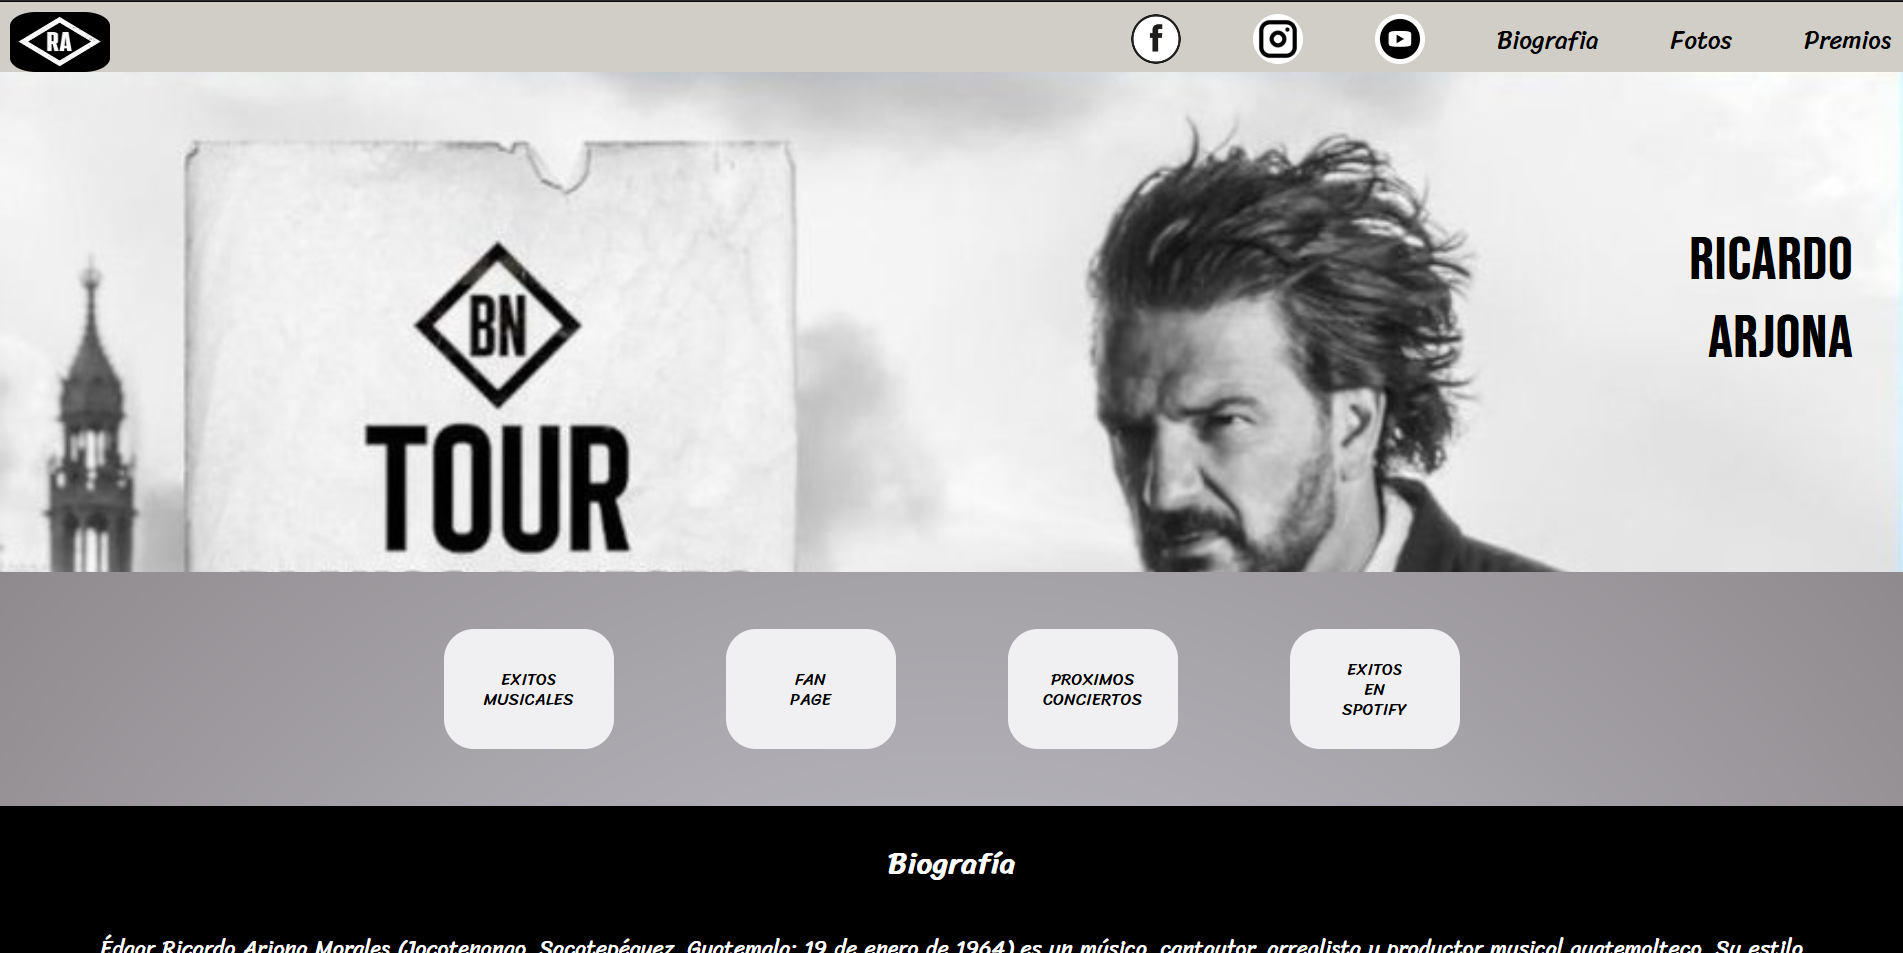 RA
Biografia Fotos Premios
BN
TOUR
RICARDO
ARJONA
EXITOS
MUSICALES
FAN
PAGE
PROXIMOS
CONCIERTOS
EXITOS
EN
SPOTIFY
Biografía
Édgar Ricardo Arjona Morales (Jocotenango, Sacatepéquez, Guatemala; 19 de enero de 1964) es un músico, cantautor, arreglista y productor musical guatemalteco. Su estilo